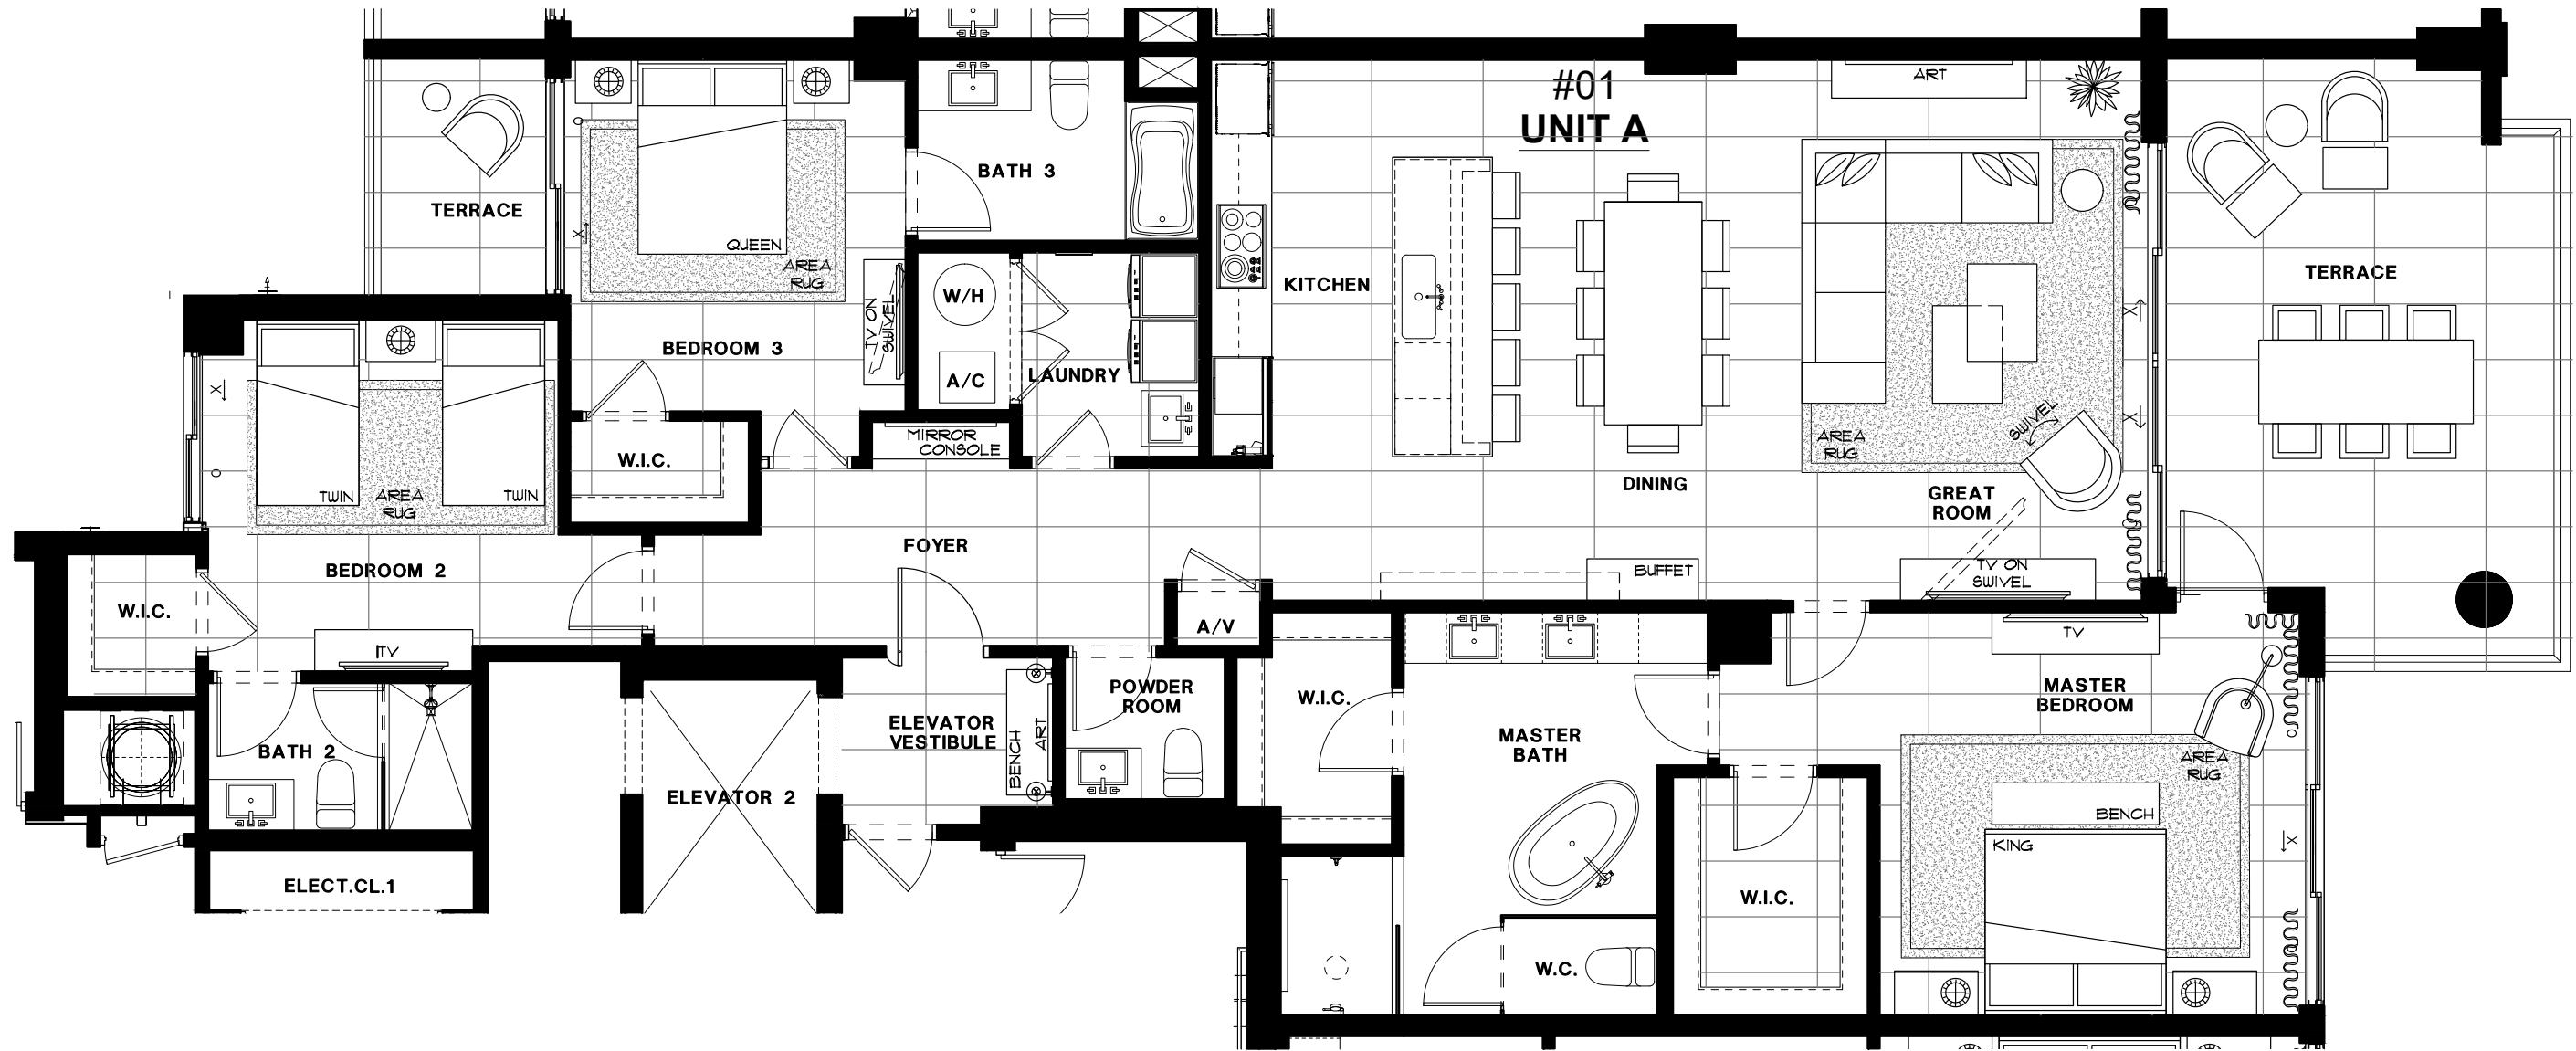 #01
UNIT A
ART
TERRACE
QUEEN
AREA
RUG
BATH 3
KITCHEN
TERRACE
W/H
A/C
LAUNDRY
TV ON
SWIVEL
BEDROOM 3
X
X
X
X
MIRROR
CONSOLE
W.I.C.
TWIN
AREA
RUG
TWIN
AREA
RUG
SWIVEL
DINING
GREAT
ROOM
FOYER
BEDROOM 2
BUFFET
TV ON
SWIVEL
W.I.C.
A/V
TV
TV
W.I.C.
POWDER
ROOM
MASTER
BEDROOM
ELEVATOR
VESTIBULE
BENCH
ART
MASTER
BATH
BATH 2
AREA
RUG
ELEVATOR 2
BENCH
KING
X
ELECT.CL.1
W.I.C.
W.C.